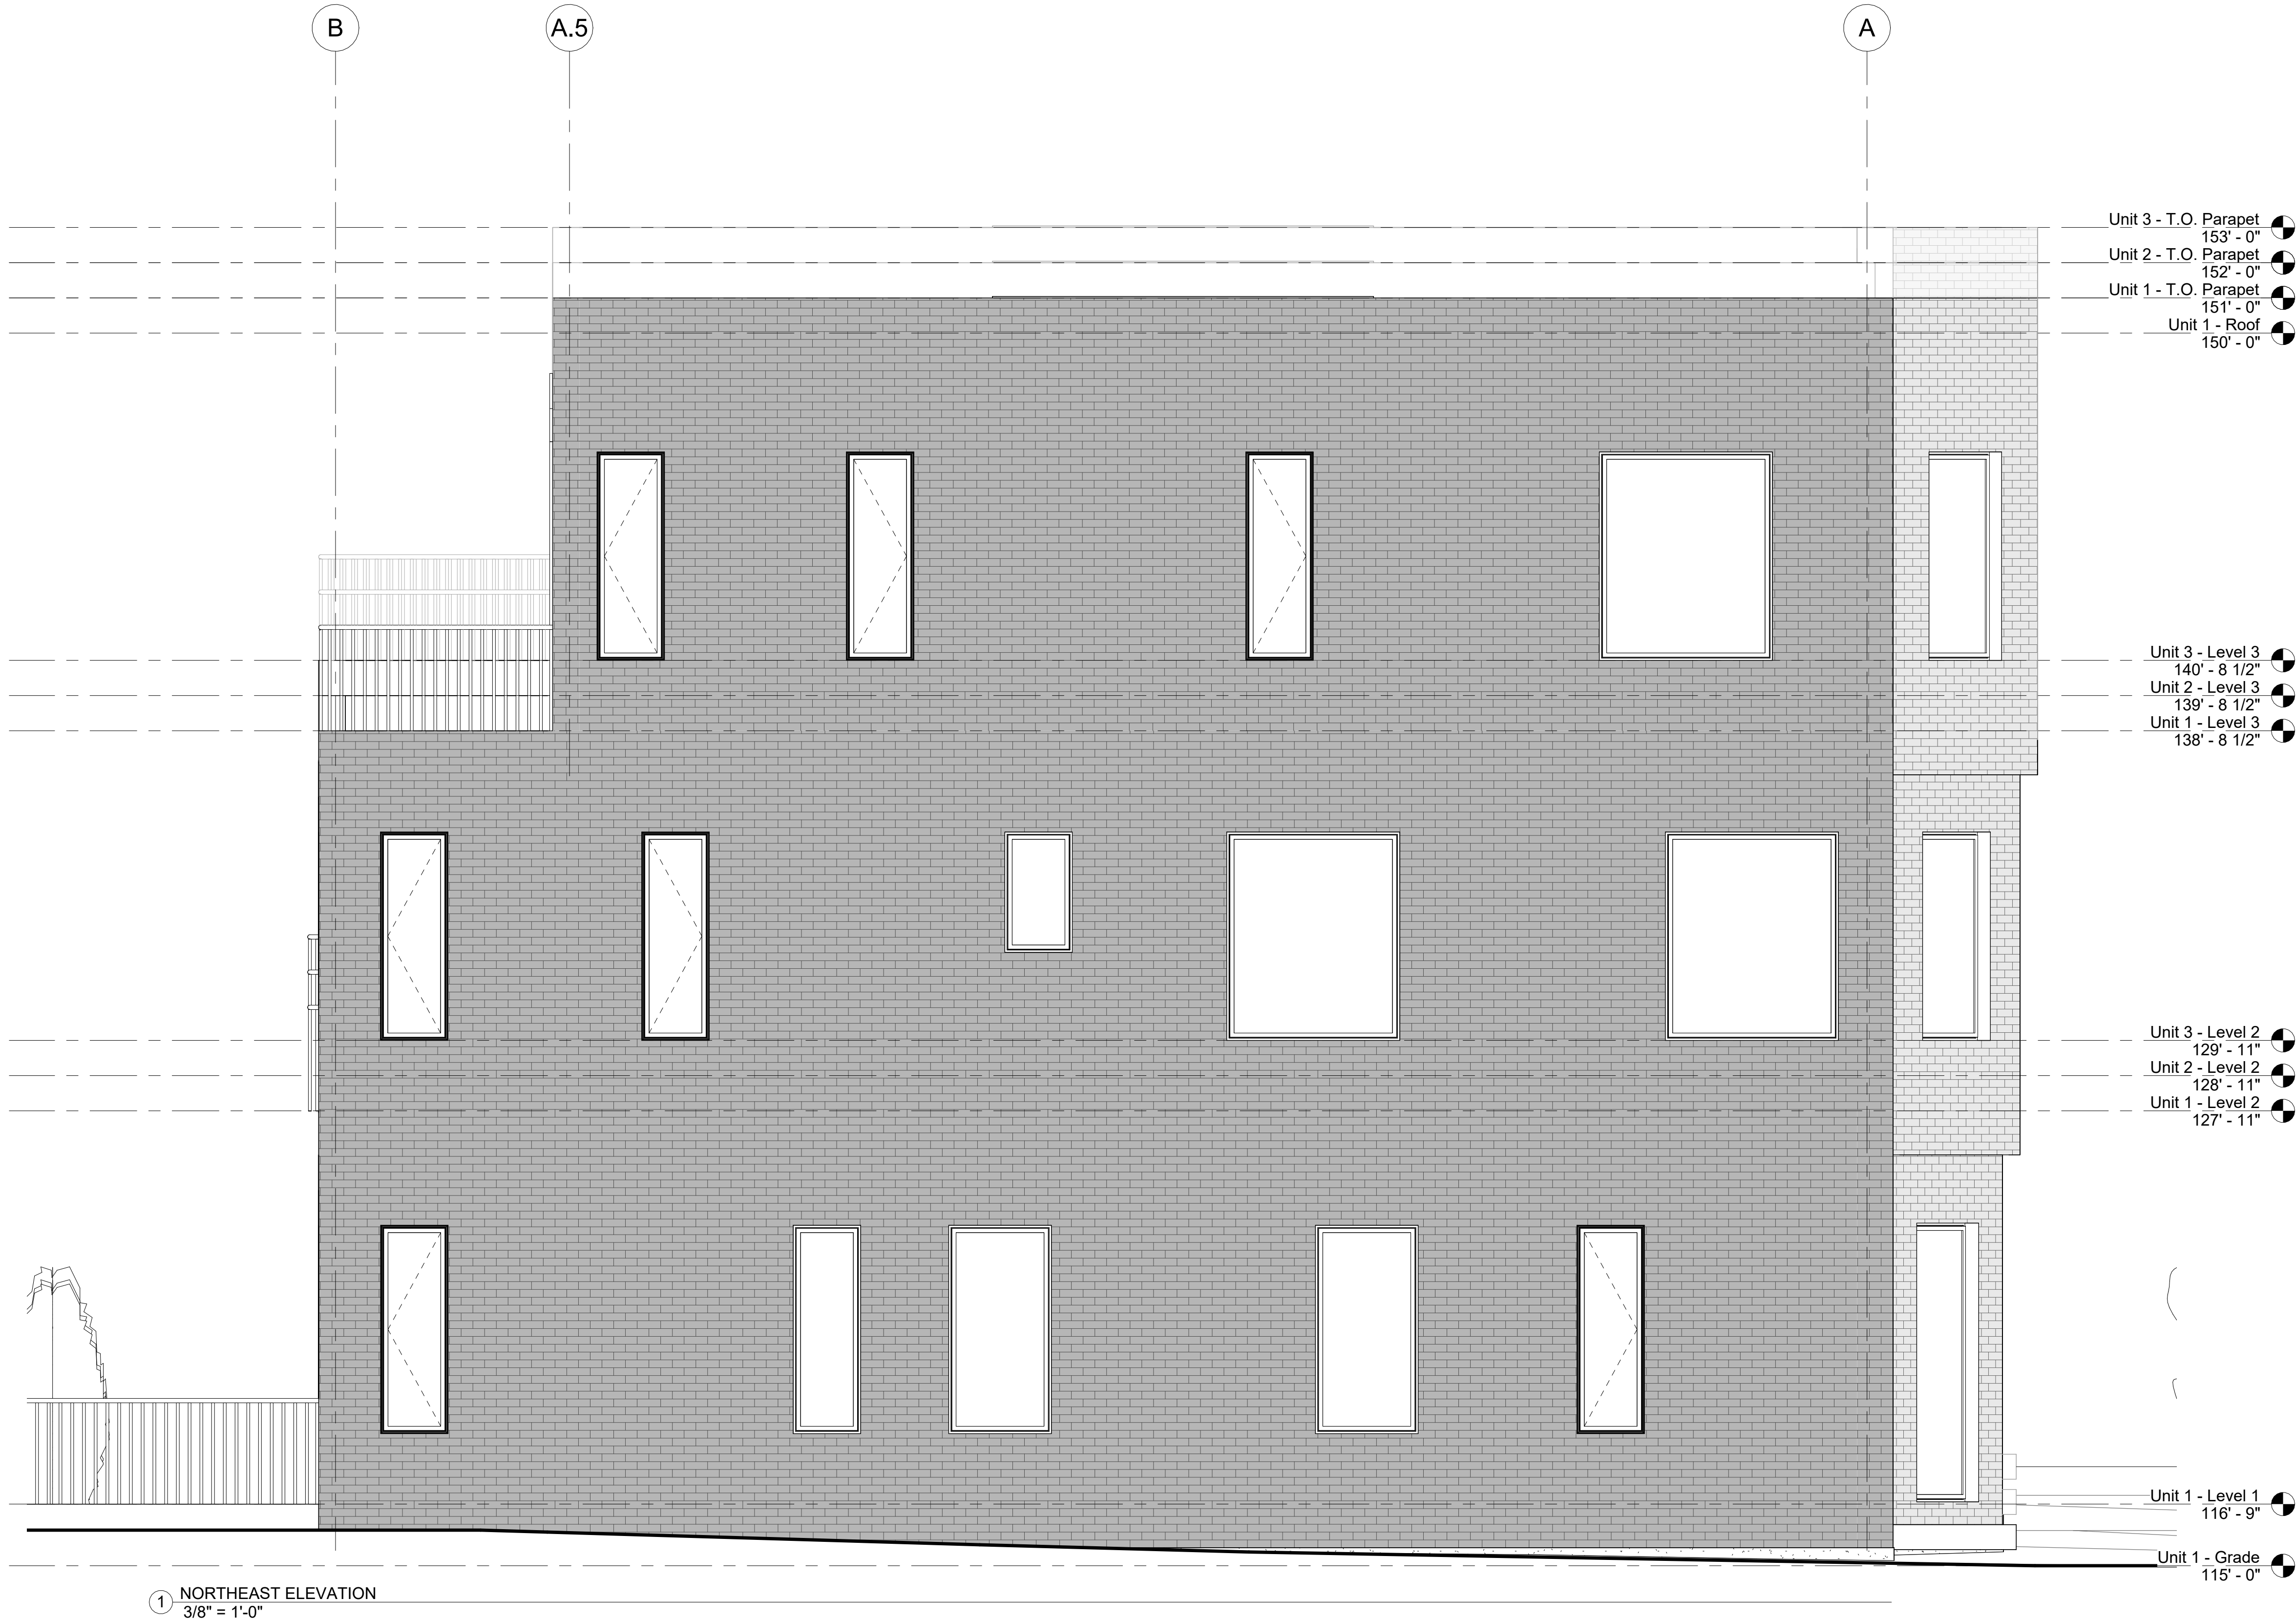 B
A.5
A
Unit 3 - T.O. Parapet
153' - 0"
Unit 2 - T.O. Parapet
152' - 0"
Unit 1 - T.O. Parapet
151' - 0"
Unit 1 - Roof
150' - 0"
Unit 3 - Level 3
140' - 8 1/2"
Unit 2 - Level 3
139' - 8 1/2"
Unit 1 - Level 3
138' - 8 1/2"
Unit 3 - Level 2
129' - 11"
Unit 2 - Level 2
128' - 11"
Unit 1 - Level 2
127' - 11"
Unit 1 - Level 1
116' - 9"
Unit 1 - Grade
115' - 0"
1 NORTHEAST ELEVATION
3/8" = 1'-0"